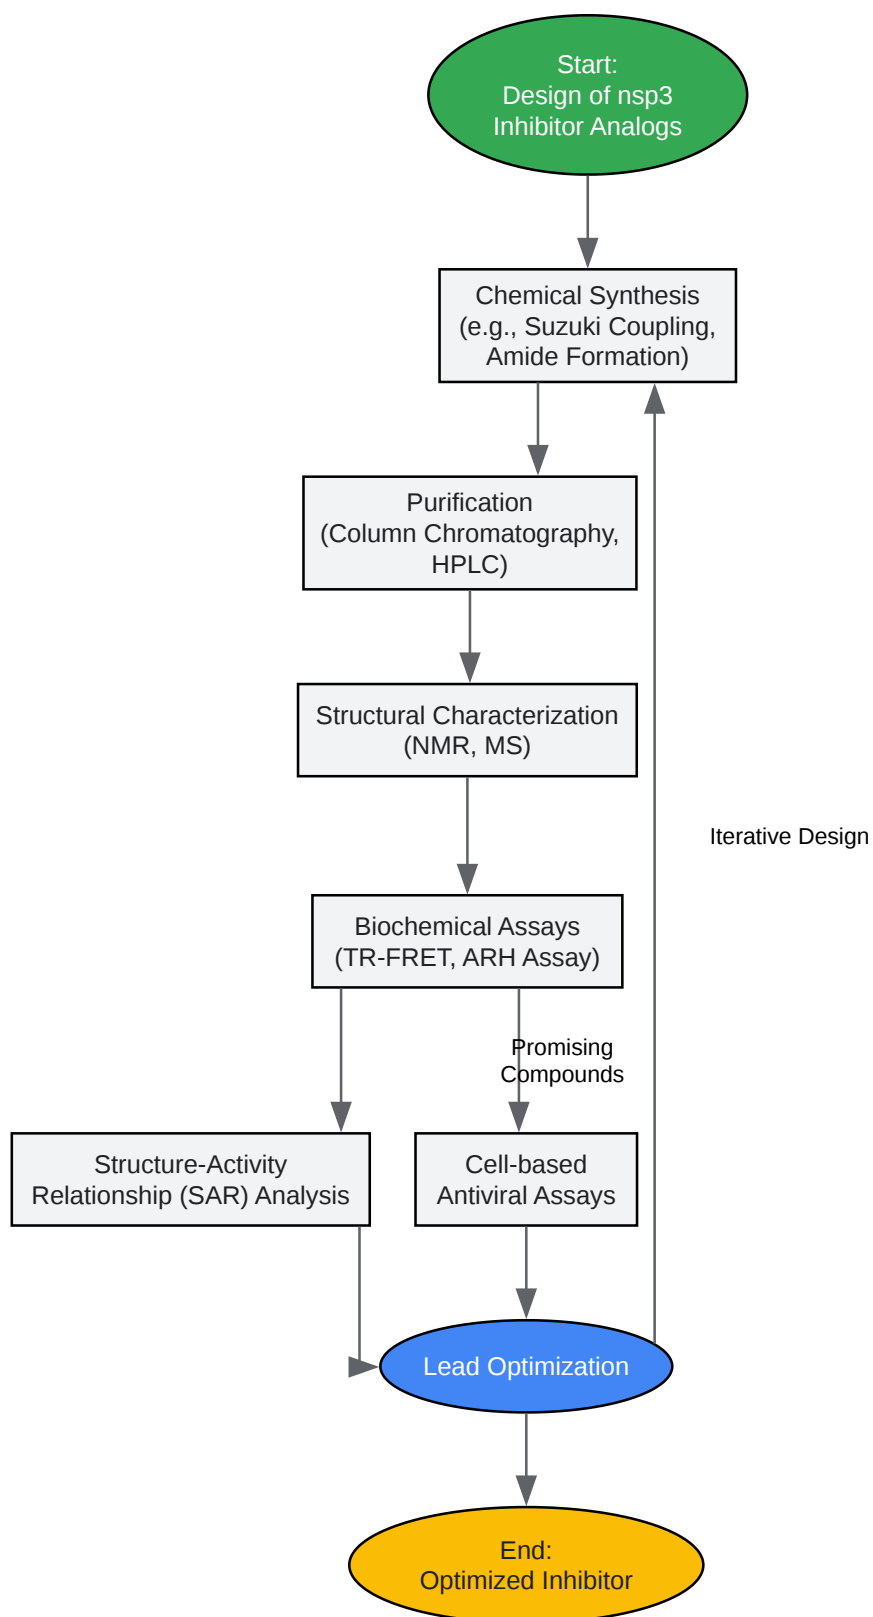 Start:
Design of nsp3
Inhibitor Analogs
Chemical Synthesis
(e.g., Suzuki Coupling,
Amide Formation)
Purification
(Column Chromatography,
HPLC)
Structural Characterization
(NMR, MS)
Iterative Design
Biochemical Assays
(TR-FRET, ARH Assay)
Promising
Compounds
Structure-Activity
Relationship (SAR) Analysis
Cell-based
Antiviral Assays
Lead Optimization
End:
Optimized Inhibitor